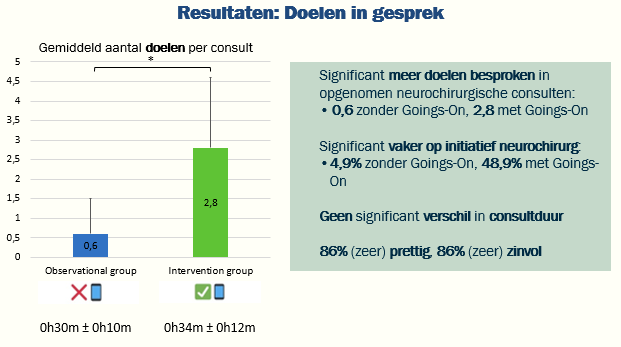 Resultaten: Doelen in gesprek
Gemiddeld aantal doelen per consult
*
5
4,5
4
3,5
3
2,5
2
1,5
1
0,5
0
0,6
2,8
Observational group
Intervention group
0h30m ± 0h10m
0h34m ± 0h12m
Significant meer doelen besproken in
opgenomen neurochirurgische consulten:
• 0,6 zonder Goings-On, 2,8 met Goings-On
Significant vaker op initiatief neurochirurg:
• 4,9% zonder Goings-On, 48,9% met Goings-
On
Geen significant verschil in consultduur
86% (zeer) prettig, 86% (zeer) zinvol